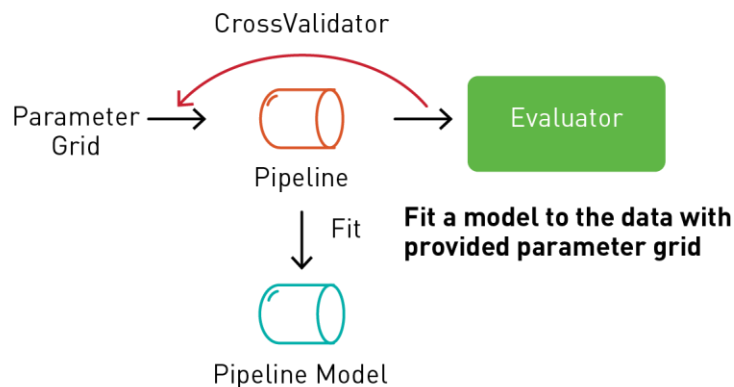 CrossValidator
Parameter
Grid
Evaluator
Pipeline
Fit
Fit a model to the data with
provided parameter grid
Pipeline Model